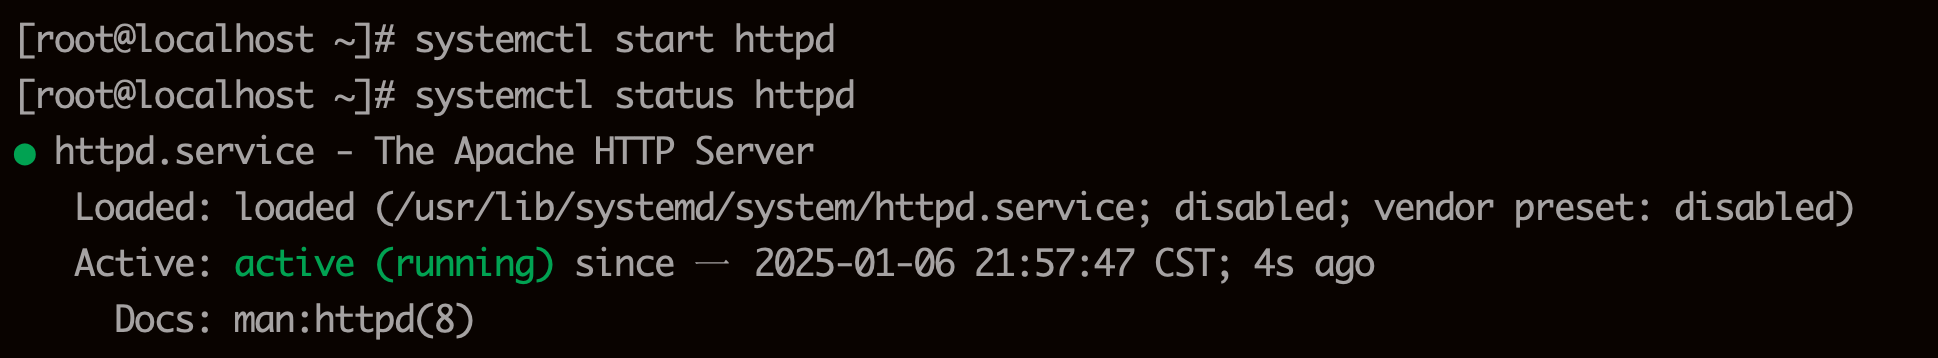 [root@localhost ~]# systemctl start httpd
[root@localhost ~]# systemctl status httpd
● httpd.service - The Apache HTTP Server
   Loaded: loaded (/usr/lib/systemd/system/httpd.service; disabled; vendor preset: disabled)
   Active: active (running) since 一 2025-01-06 21:57:47 CST; 4s ago
     Docs: man:httpd(8)